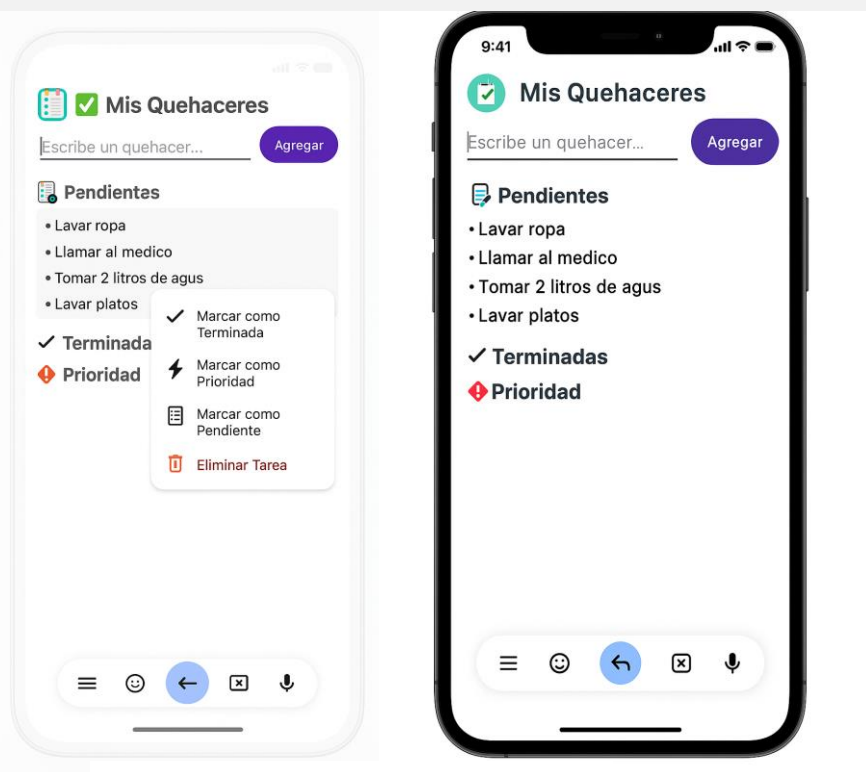 Mis Quehaceres
Escribe un quehacer...
Agregar
Pendientas
• Lavar ropa
• Llamar al medico
• Tomar 2 litros de agus
• Lavar platos
Terminada
Prioridad
Marcar como
Terminada
Marcar como
Prioridad
Marcar como
Pendiente
Eliminar Tarea
9:41
Mis Quehaceres
Escribe un quehacer...
Agregar
Pendientes
• Lavar ropa
• Llamar al medico
• Tomar 2 litros de agus
• Lavar platos
Terminadas
Prioridad